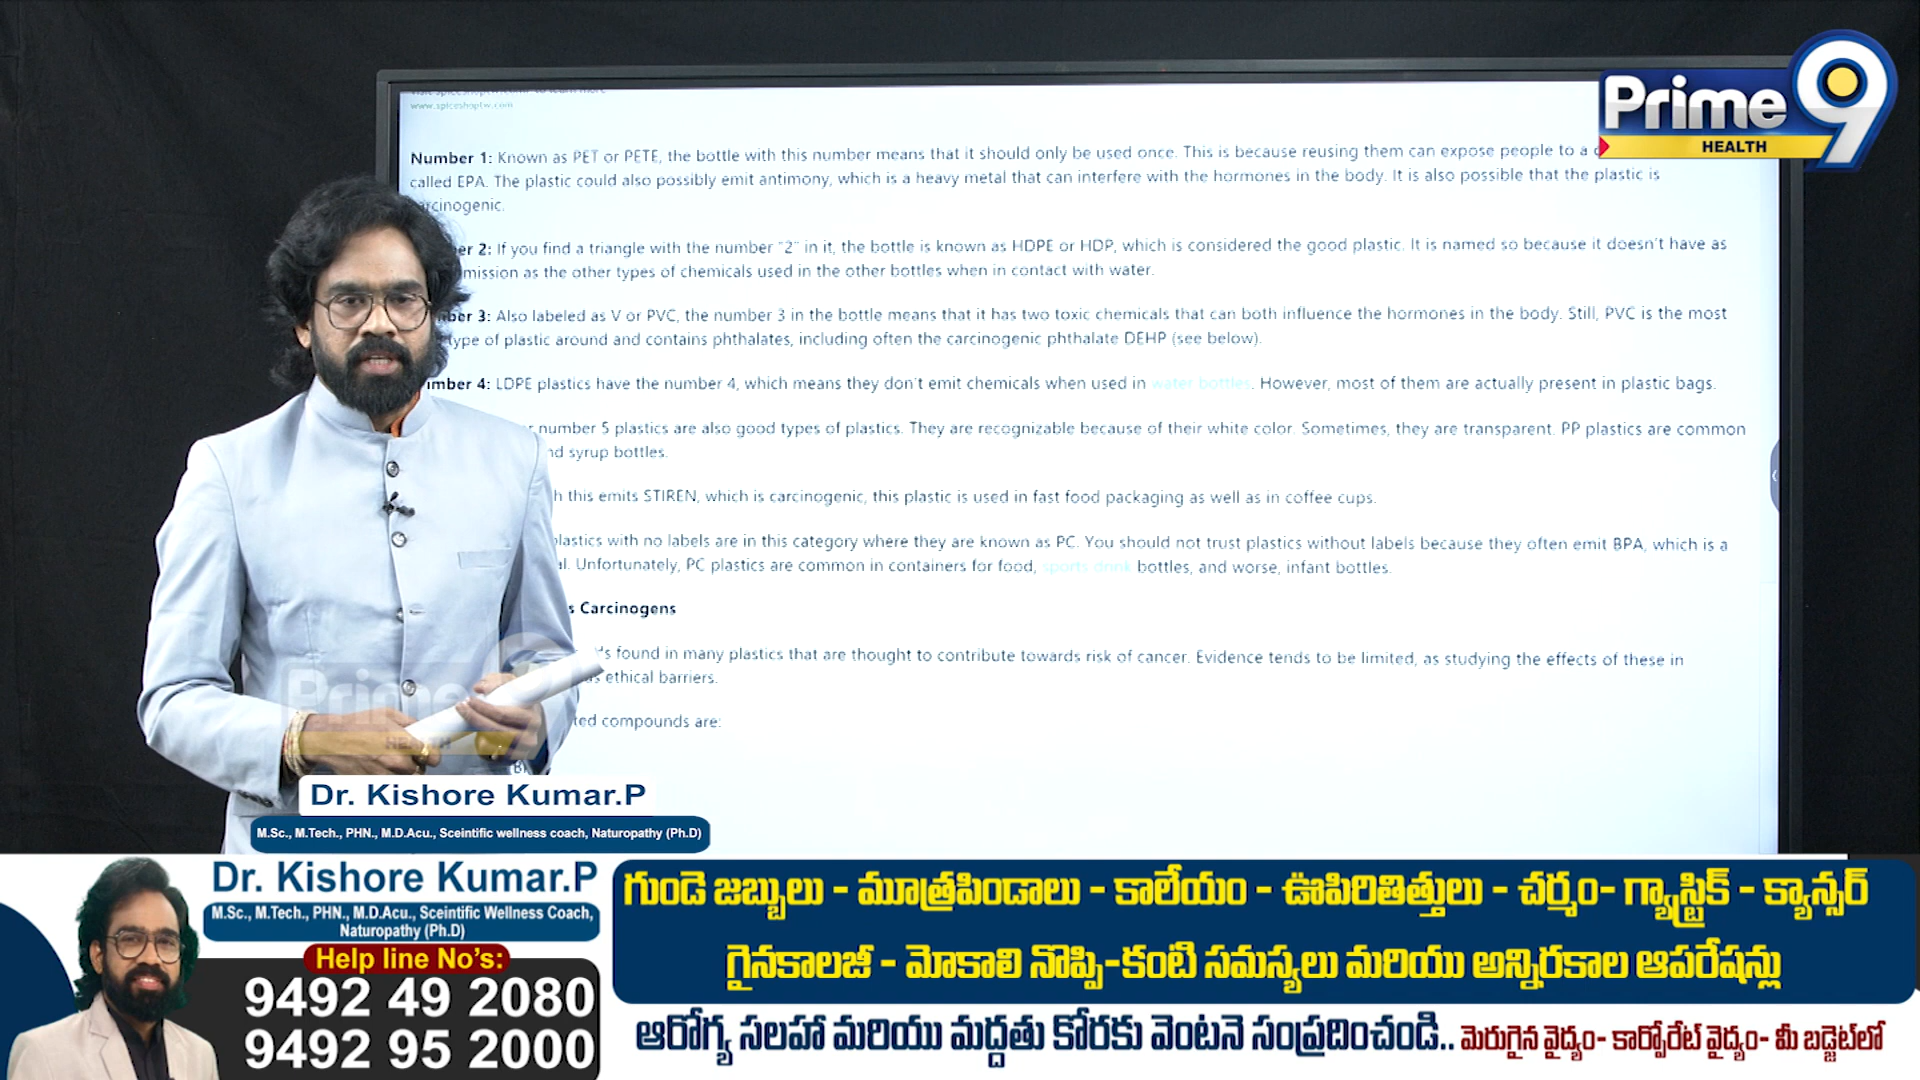 www.spiceshoptw.com
Prime 9
HEALTH
Number 1: Known as PET or PETE, the bottle with this number means that it should only be used once. This is because reusing them can expose people to a
called EPA. The plastic could also possibly emit antimony, which is a heavy metal that can interfere with the hormones in the body. It is also possible that the plastic is
arcinogenic.
er 2: If you find a triangle with the number "2" in it, the bottle is known as HDPE or HDP, which is considered the good plastic. It is named so because it doesn't have as
mission as the other types of chemicals used in the other bottles when in contact with water.
ber 3: Also labeled as V or PVC, the number 3 in the bottle means that it has two toxic chemicals that can both influence the hormones in the body. Still, PVC is the most
type of plastic around and contains phthalates, including often the carcinogenic phthalate DEHP (see below).
mber 4: LDPE plastics have the number 4, which means they don't emit chemicals when used in water bottles. However, most of them are actually present in plastic bags.
r number 5 plastics are also good types of plastics. They are recognizable because of their white color. Sometimes, they are transparent. PP plastics are common
nd syrup bottles.
h this emits STIREN, which is carcinogenic, this plastic is used in fast food packaging as well as in coffee cups.
plastics with no labels are in this category where they are known as PC. You should not trust plastics without labels because they often emit BPA, which is a
al. Unfortunately, PC plastics are common in containers for food, sports drink bottles, and worse, infant bottles.
s Carcinogens
ds found in many plastics that are thought to contribute towards risk of cancer. Evidence tends to be limited, as studying the effects of these in
as ethical barriers.
ted compounds are:
Prime 9
HEALTH
Dr. Kishore Kumar.P
M.Sc., M.Tech., PHN., M.D.Acu., Sceintific wellness coach, Naturopathy (Ph.D)
Dr. Kishore Kumar.P
M.Sc., M.Tech., PHN., M.D.Acu., Sceintific Wellness Coach,
Naturopathy (Ph.D)
Help line No's:
9492 49 2080
9492 95 2000
గుండె జబ్బులు - మూత్రపిండాలు - కాలేయం - ఊపిరితిత్తులు - చర్మం- గ్యాస్ట్రిక్ - క్యాన్సర్
గైనకాలజీ - మోకాలి నొప్పి-కంటి సమస్యలు మరియు అన్నిరకాల ఆపరేషన్లు
ఆరోగ్య సలహా మరియు మద్దతు కోరకు వెంటనె సంప్రదించండి.. మెరుగైన వైద్యం- కార్పోరేట్ వైద్యం- మీ బడ్జెట్‌లో